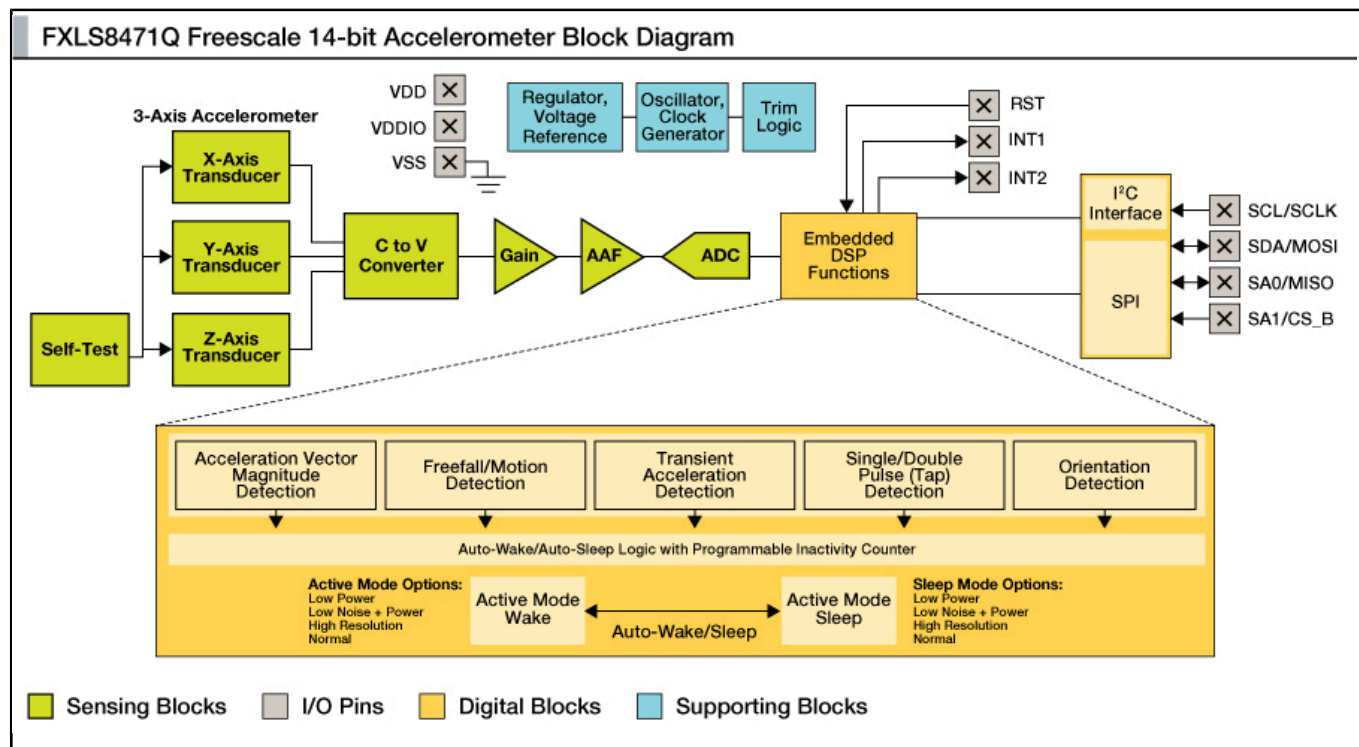 FXLS8471Q Freescale 14-bit Accelerometer Block Diagram
3-Axis Accelerometer
X-Axis
Transducer
Y-Axis
Transducer
Z-Axis
Transducer
Self-Test
C to V
Converter
Gain
AAF
ADC
VDD
VDDIO
VSS
Regulator,
Voltage
Reference
Oscillator,
Clock
Generator
Trim
Logic
Embedded
DSP
Functions
RST
INT1
INT2
I²C
Interface
SPI
SCL/SCLK
SDA/MOSI
SA0/MISO
SA1/CS_B
Acceleration Vector
Magnitude
Detection
Freefall/Motion
Detection
Transient
Acceleration
Detection
Single/Double
Pulse (Tap)
Detection
Orientation
Detection
Auto-Wake/Auto-Sleep Logic with Programmable Inactivity Counter
Active Mode Options:
Low Power
Low Noise + Power
High Resolution
Normal
Active Mode
Wake
Auto-Wake/Sleep
Active Mode
Sleep
Sleep Mode Options:
Low Power
Low Noise + Power
High Resolution
Normal
Sensing Blocks
I/O Pins
Digital Blocks
Supporting Blocks